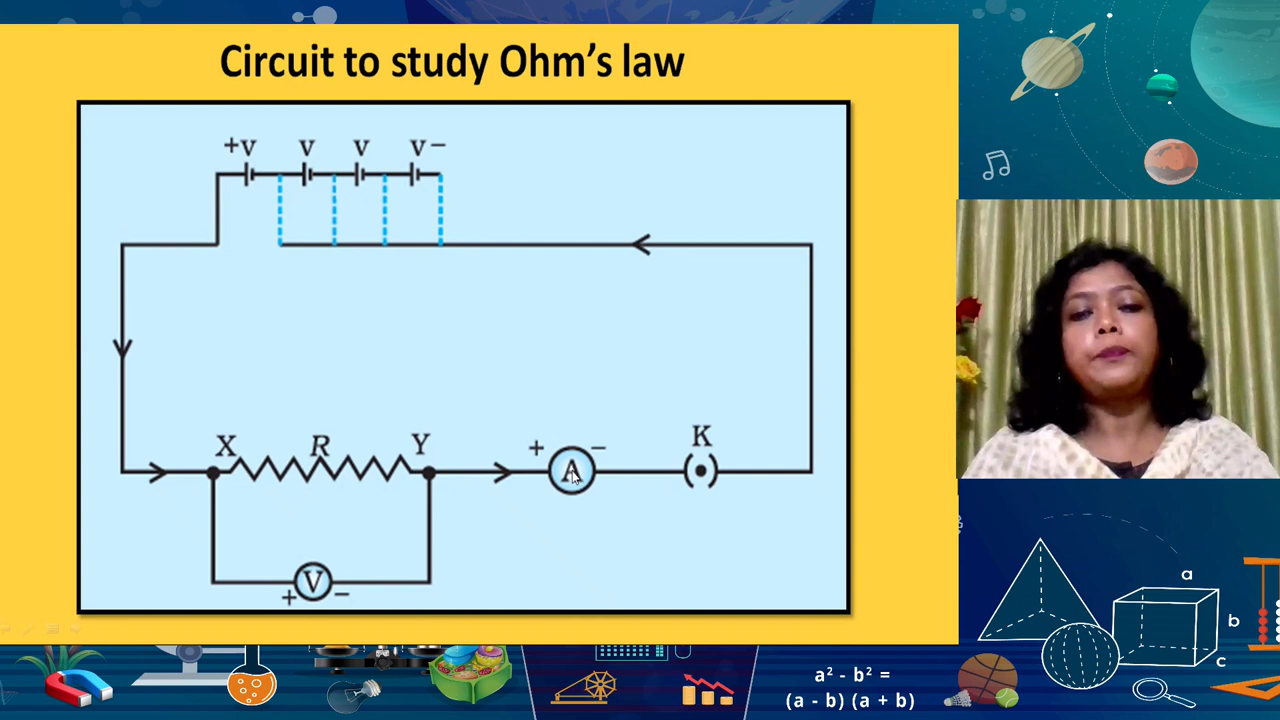 Circuit to study Ohm's law
+V V V V−
X R Y + − K
A
V
+ −
a
b
c
a² - b² =
(a - b) (a + b)